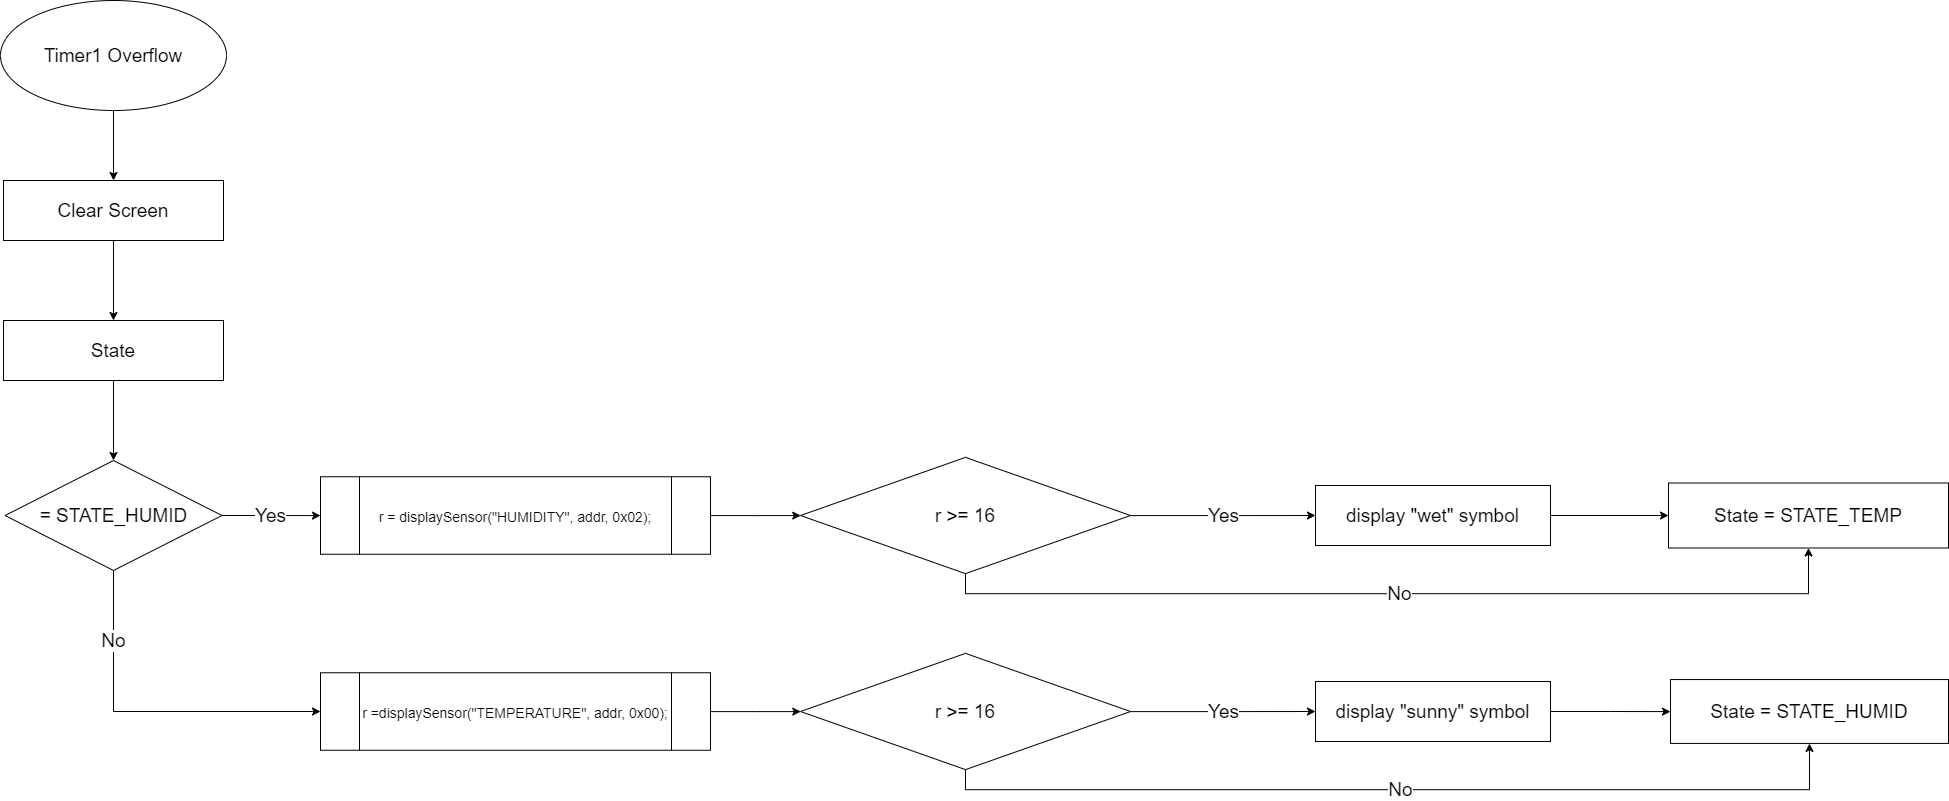 Timer1 Overflow
Clear Screen
State
= STATE_HUMID
Yes
r = displaySensor("HUMIDITY", addr, 0x02);
r >= 16
Yes
display "wet" symbol
State = STATE_TEMP
No
No
r =displaySensor("TEMPERATURE", addr, 0x00);
r >= 16
Yes
display "sunny" symbol
State = STATE_HUMID
No